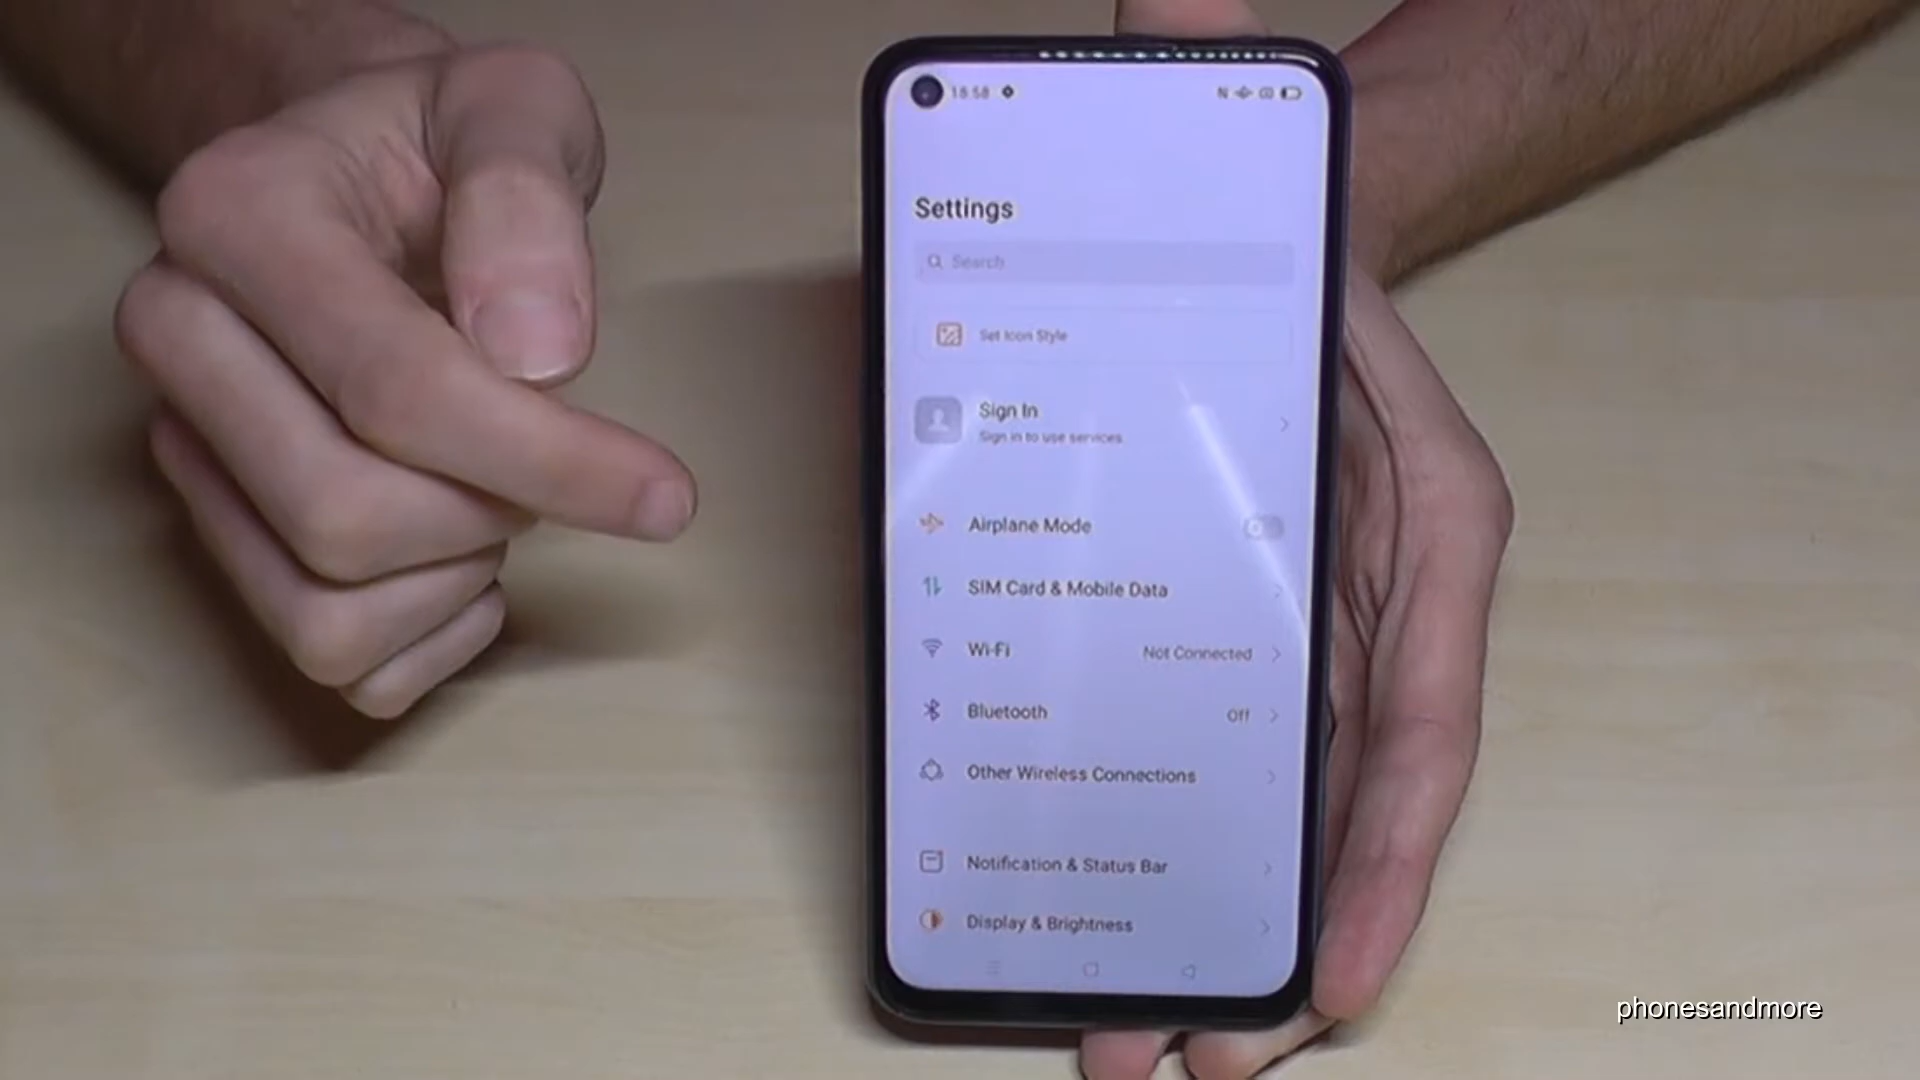 18:58
Settings
Search
Set Icon Style
Sign In
Sign in to use services
Airplane Mode
SIM Card & Mobile Data
Wi-Fi Not Connected
Bluetooth Off
Other Wireless Connections
Notification & Status Bar
Display & Brightness
phonesandmore